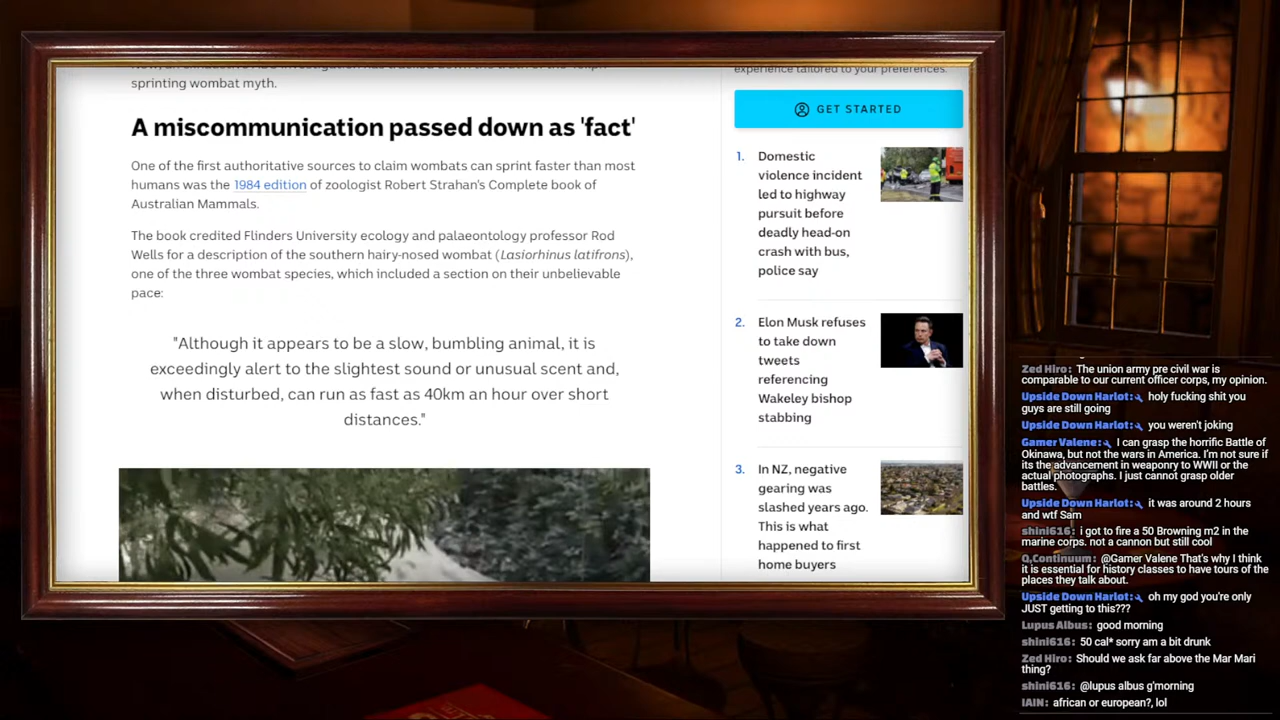 sprinting wombat myth.
A miscommunication passed down as 'fact'
One of the first authoritative sources to claim wombats can sprint faster than most
humans was the 1984 edition of zoologist Robert Strahan's Complete book of
Australian Mammals.
The book credited Flinders University ecology and palaeontology professor Rod
Wells for a description of the southern hairy-nosed wombat (Lasiorhinus latifrons),
one of the three wombat species, which included a section on their unbelievable
pace:
"Although it appears to be a slow, bumbling animal, it is
exceedingly alert to the slightest sound or unusual scent and,
when disturbed, can run as fast as 40km an hour over short
distances."
experience tailored to your preferences.
GET STARTED
1. Domestic
violence incident
led to highway
pursuit before
deadly head-on
crash with bus,
police say
2. Elon Musk refuses
to take down
tweets
referencing
Wakeley bishop
stabbing
3. In NZ, negative
gearing was
slashed years ago.
This is what
happened to first
home buyers
Zed Hiro: The union army pre civil war is
comparable to our current officer corps, my opinion.
Upside Down Harlot: holy fucking shit you
guys are still going
Upside Down Harlot: you weren't joking
Gamer Valene: I can grasp the horrific Battle of
Okinawa, but not the wars in America. I'm not sure if
its the advancement in weaponry to WWII or the
actual photographs. I just cannot grasp older
battles.
Upside Down Harlot: it was around 2 hours
and wtf Sam
shini616: i got to fire a 50 Browning m2 in the
marine corps. not a cannon but still cool
Q,Continuum: @Gamer Valene That's why I think
it is essential for history classes to have tours of the
places they talk about.
Upside Down Harlot: oh my god you're only
JUST getting to this???
Lupus Albus: good morning
shini616: 50 cal* sorry am a bit drunk
Zed Hiro: Should we ask far above the Mar Mari
thing?
shini616: @lupus albus g'morning
IAIN: african or european?, lol